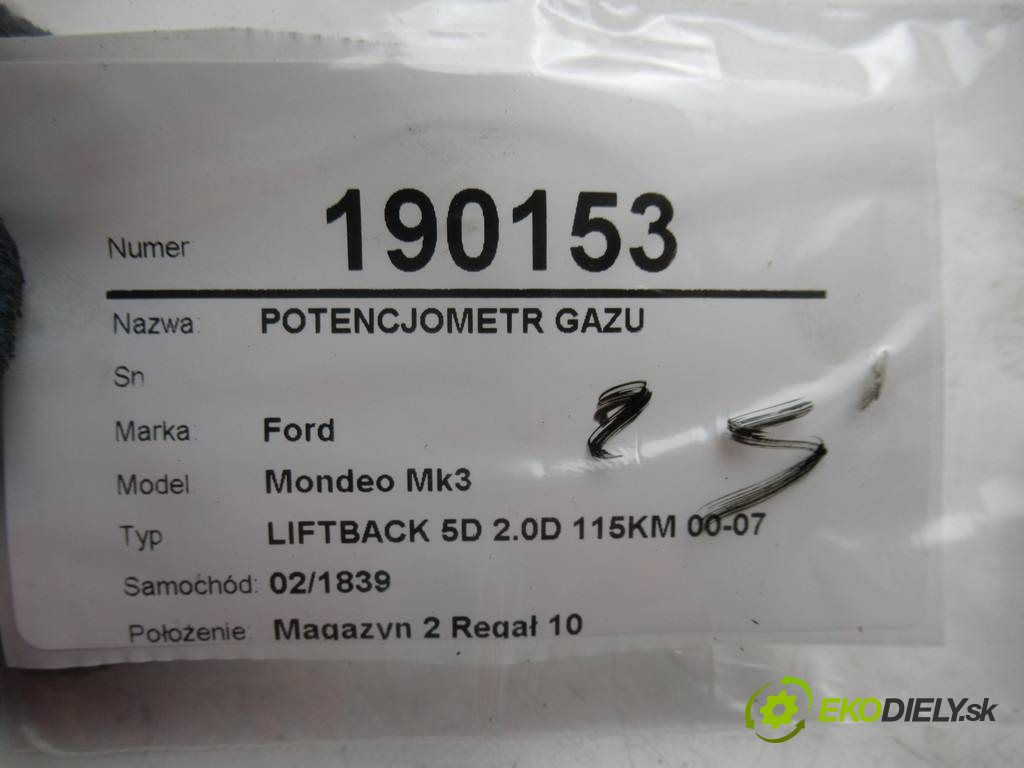 Numer 190153
Nazwa: POTENCJOMETR GAZU
Sn
Marka: Ford
Model Mondeo Mk3
Typ LIFTBACK 5D 2.0D 115KM 00-07
Samochód: 02/1839
Położenie: Magazyn 2 Regał 10
EKODIELY.sk